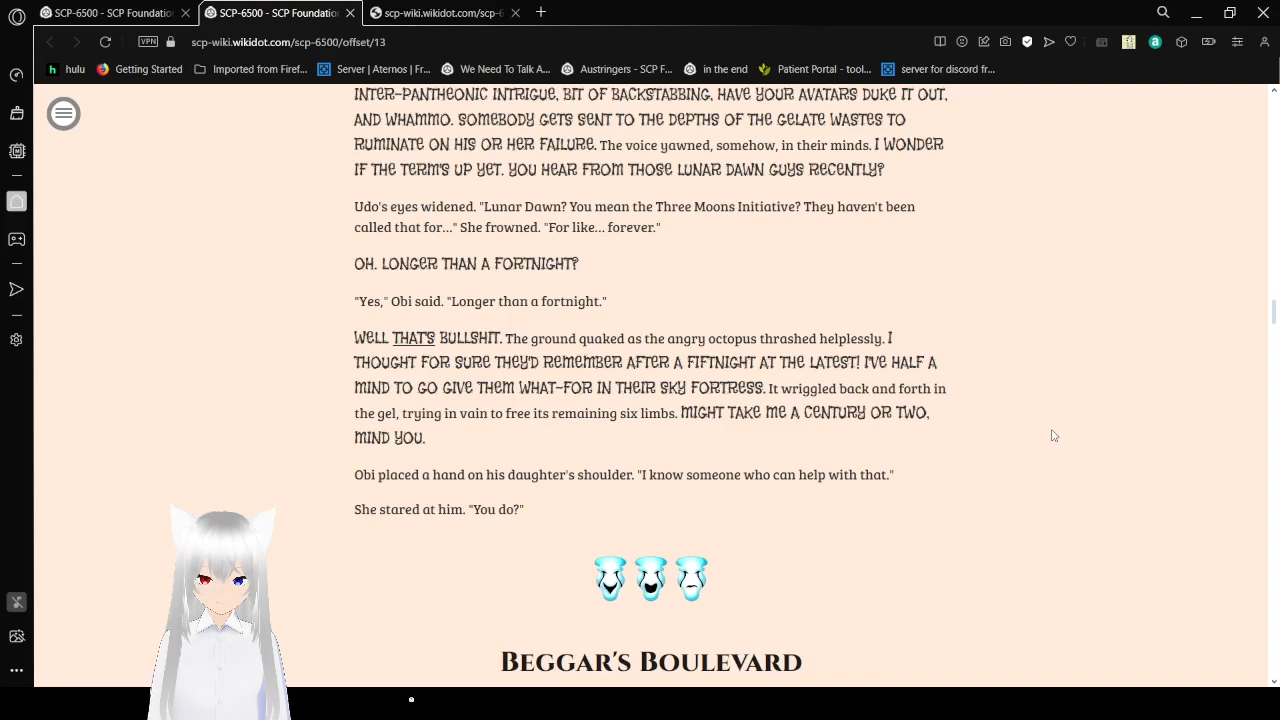 SCP-6500 - SCP Foundation
SCP-6500 - SCP Foundation
scp-wiki.wikidot.com/scp-6
VPN
scp-wiki.wikidot.com/scp-6500/offset/13
hulu
Getting Started
Imported from Firef...
Server | Aternos | Fr...
We Need To Talk A...
Austringers - SCP F...
in the end
Patient Portal - tool...
server for discord fr...
INTER-PANTHEONIC INTRIGUE, BIT OF BACKSTABBING, HAVE YOUR AVATARS DUKE IT OUT,
AND WHAMMO. SOMEBODY GETS SENT TO THE DEPTHS OF THE GELATE WASTES TO
RUMINATE ON HIS OR HER FAILURE. The voice yawned, somehow, in their minds. I WONDER
IF THE TERM'S UP YET. YOU HEAR FROM THOSE LUNAR DAWN GUYS RECENTLY?
Udo's eyes widened. "Lunar Dawn? You mean the Three Moons Initiative? They haven't been
called that for…" She frowned. "For like… forever."
OH. LONGER THAN A FORTNIGHT?
"Yes," Obi said. "Longer than a fortnight."
WELL THAT'S BULLSHIT. The ground quaked as the angry octopus thrashed helplessly. I
THOUGHT FOR SURE THEY'D REMEMBER AFTER A FIFTNIGHT AT THE LATEST! I'VE HALF A
MIND TO GO GIVE THEM WHAT-FOR IN THEIR SKY FORTRESS. It wriggled back and forth in
the gel, trying in vain to free its remaining six limbs. MIGHT TAKE ME A CENTURY OR TWO,
MIND YOU.
Obi placed a hand on his daughter's shoulder. "I know someone who can help with that."
She stared at him. "You do?"
BEGGAR'S BOULEVARD